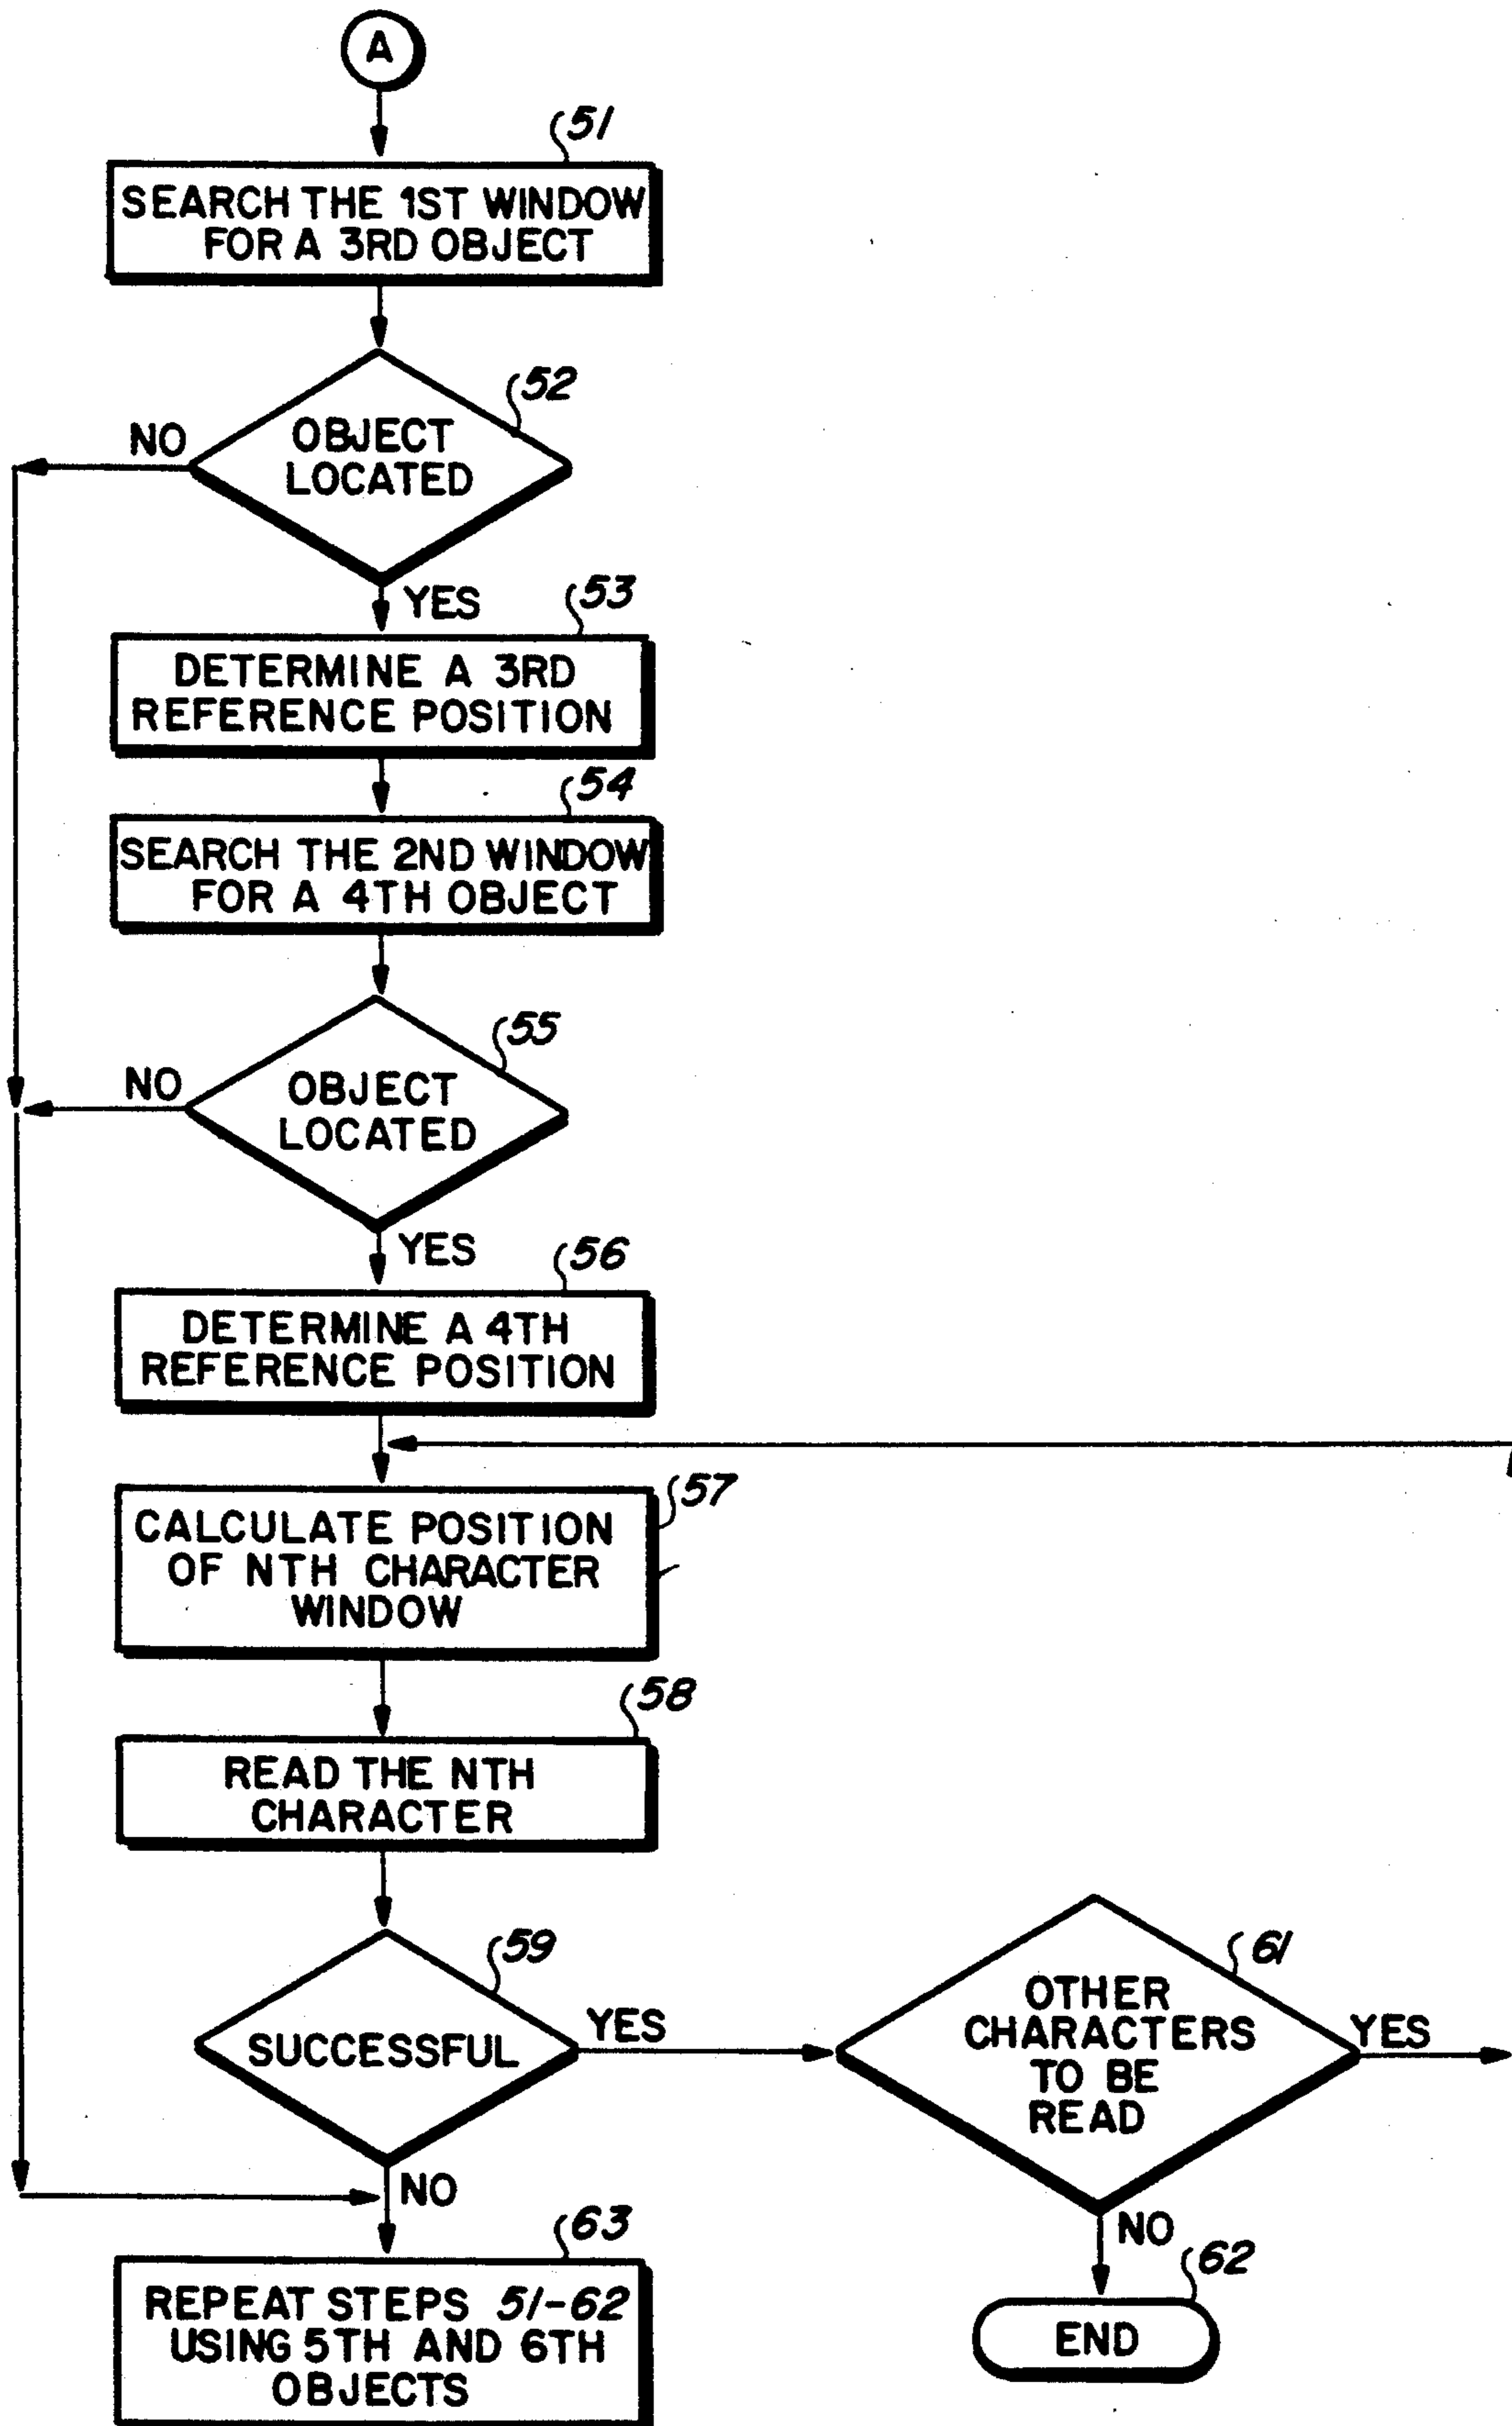 A
51
SEARCH THE 1ST WINDOW
FOR A 3RD OBJECT
52
OBJECT
LOCATED
NO
YES
53
DETERMINE A 3RD
REFERENCE POSITION
54
SEARCH THE 2ND WINDOW
FOR A 4TH OBJECT
55
OBJECT
LOCATED
NO
YES
56
DETERMINE A 4TH
REFERENCE POSITION
57
CALCULATE POSITION
OF NTH CHARACTER
WINDOW
58
READ THE NTH
CHARACTER
59
SUCCESSFUL
YES
NO
61
OTHER
CHARACTERS
TO BE
READ
YES
NO
62
END
63
REPEAT STEPS 51-62
USING 5TH AND 6TH
OBJECTS